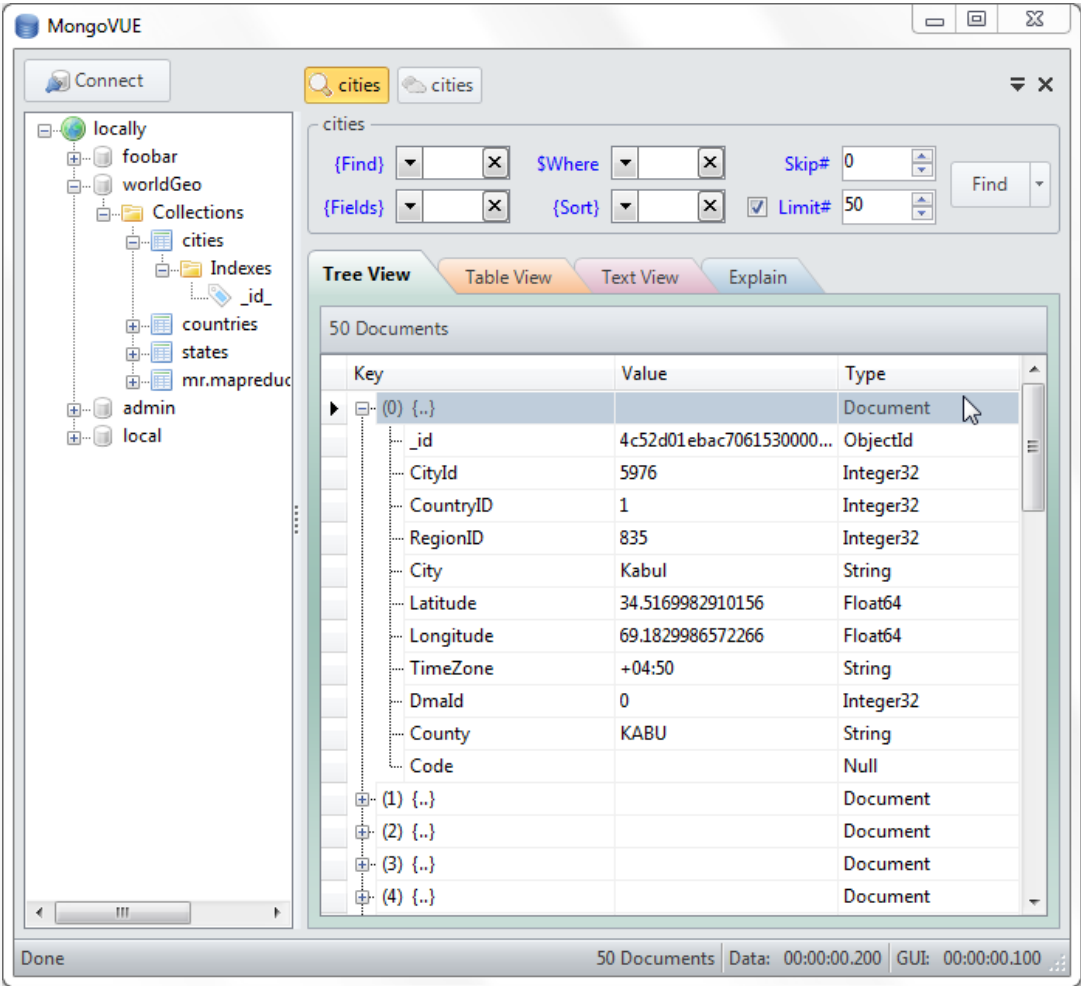 MongoVUE
Connect
cities
cities
locally
foobar
worldGeo
Collections
cities
Indexes
_id_
countries
states
mr.mapreduc
admin
local
cities
{Find} $Where Skip# 0
Find
{Fields} {Sort} Limit# 50
Tree View Table View Text View Explain
50 Documents
Key Value Type
(0) {..} Document
_id 4c52d01ebac7061530000... ObjectId
CityId 5976 Integer32
CountryID 1 Integer32
RegionID 835 Integer32
City Kabul String
Latitude 34.5169982910156 Float64
Longitude 69.1829986572266 Float64
TimeZone +04:50 String
DmaId 0 Integer32
County KABU String
Code Null
(1) {..} Document
(2) {..} Document
(3) {..} Document
(4) {..} Document
Done 50 Documents Data: 00:00:00.200 GUI: 00:00:00.100